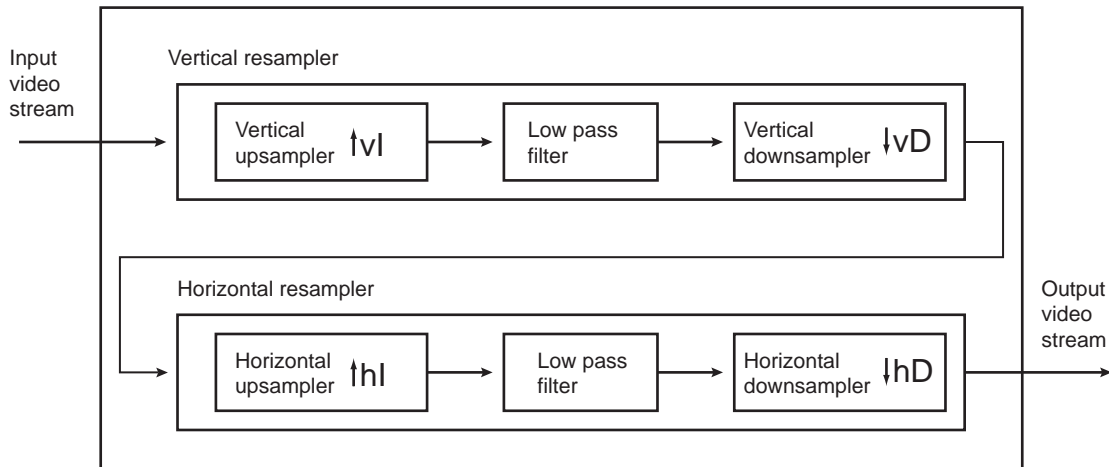 Input
video
stream
Vertical resampler
Vertical
upsampler
↑vI
Low pass
filter
Vertical
downsampler
↓vD
Horizontal resampler
Horizontal
upsampler
↑hI
Low pass
filter
Horizontal
downsampler
↓hD
Output
video
stream